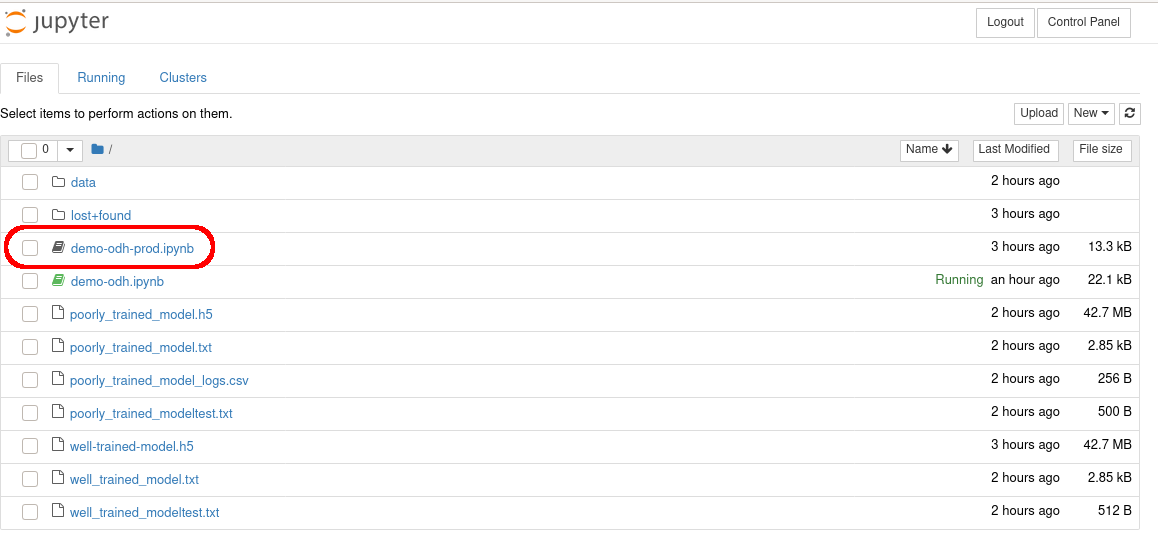 jupyter Logout Control Panel
Files Running Clusters
Select items to perform actions on them. Upload New
0 / Name Last Modified File size
data 2 hours ago
lost+found 3 hours ago
demo-odh-prod.ipynb 3 hours ago 13.3 kB
demo-odh.ipynb Running an hour ago 22.1 kB
poorly_trained_model.h5 2 hours ago 42.7 MB
poorly_trained_model.txt 2 hours ago 2.85 kB
poorly_trained_model_logs.csv 2 hours ago 256 B
poorly_trained_modeltest.txt 2 hours ago 500 B
well-trained-model.h5 3 hours ago 42.7 MB
well_trained_model.txt 2 hours ago 2.85 kB
well_trained_modeltest.txt 2 hours ago 512 B